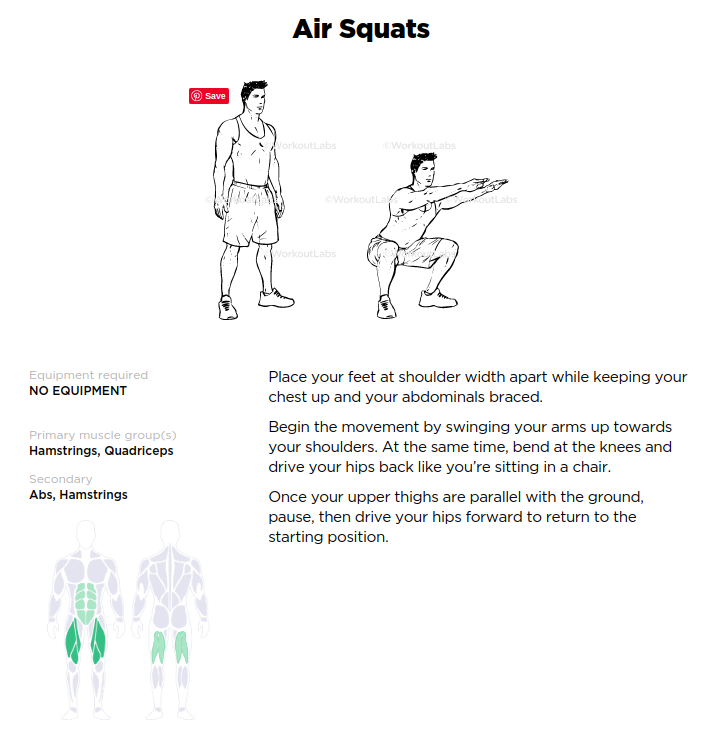 Air Squats
Save
©WorkoutLabs
©WorkoutLabs
©WorkoutLabs
©WorkoutLabs
©WorkoutLabs
©WorkoutLabs
Equipment required
NO EQUIPMENT
Primary muscle group(s)
Hamstrings, Quadriceps
Secondary
Abs, Hamstrings
Place your feet at shoulder width apart while keeping your
chest up and your abdominals braced.
Begin the movement by swinging your arms up towards
your shoulders. At the same time, bend at the knees and
drive your hips back like you’re sitting in a chair.
Once your upper thighs are parallel with the ground,
pause, then drive your hips forward to return to the
starting position.